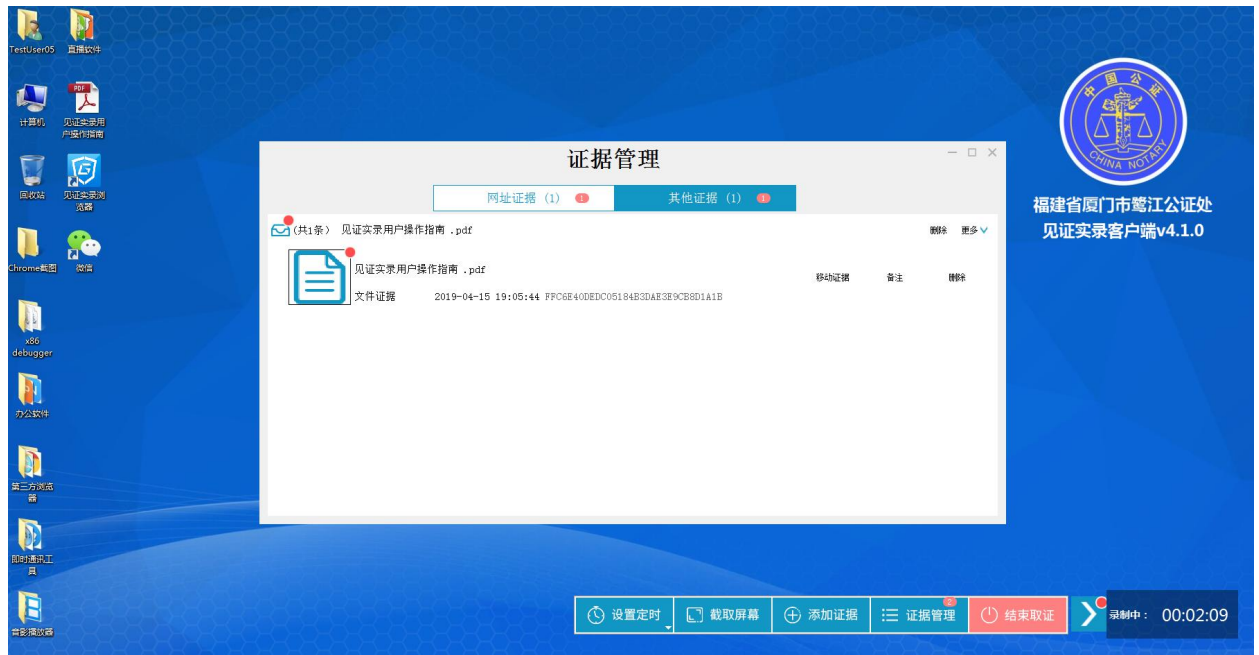 TestUser05
直播软件
计算机
见证实录用
户操作指南
回收站
见证实录浏
览器
Chrome截图
微信
x86
debugger
办公软件
第三方浏览
器
即时通讯工
具
音影播放器
中国公证
CHINA NOTARY
福建省厦门市鹭江公证处
见证实录客户端v4.1.0
证据管理
网址证据 (1) 1
其他证据 (1) 1
(共1条) 见证实录用户操作指南 .pdf 删除 更多
见证实录用户操作指南 .pdf
移动证据 备注 删除
文件证据 2019-04-15 19:05:44 FFC6E40DEDC05184B3DAE3E9CB8D1A1B
设置定时 截取屏幕 添加证据 证据管理 2 结束取证 录制中: 00:02:09